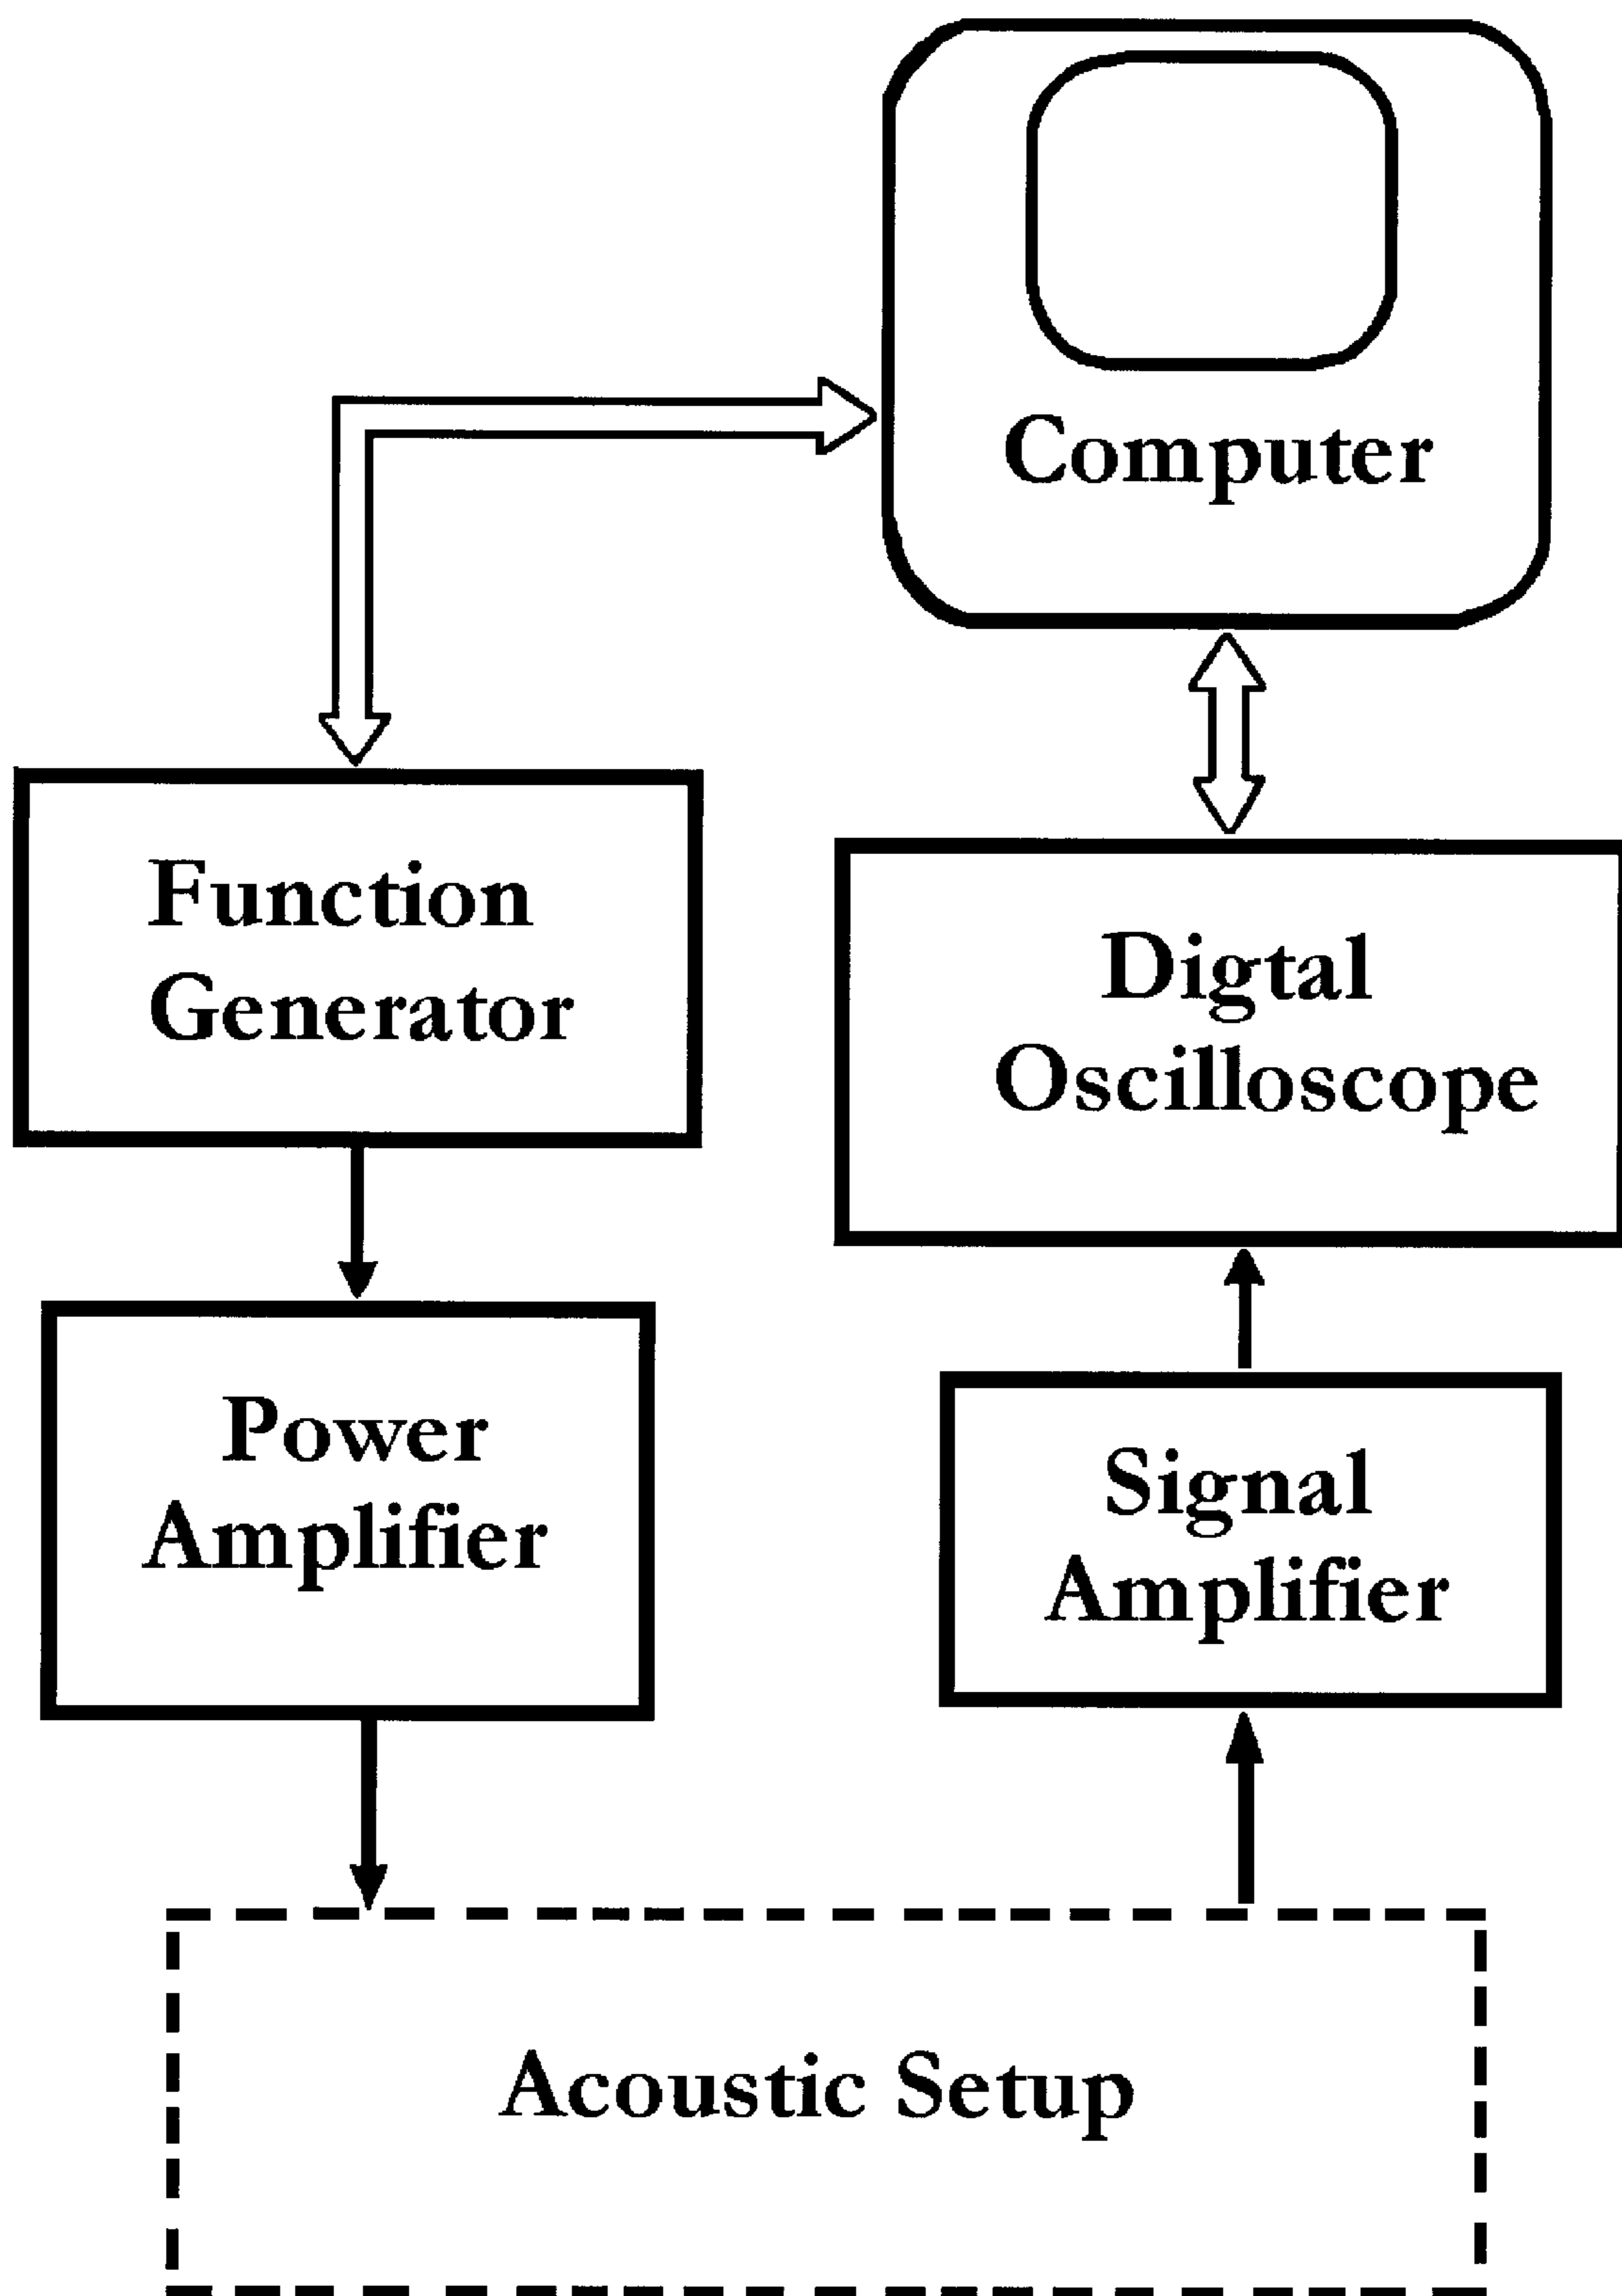 Computer
Function
Generator
Digtal
Oscilloscope
Power
Amplifier
Signal
Amplifier
Acoustic Setup